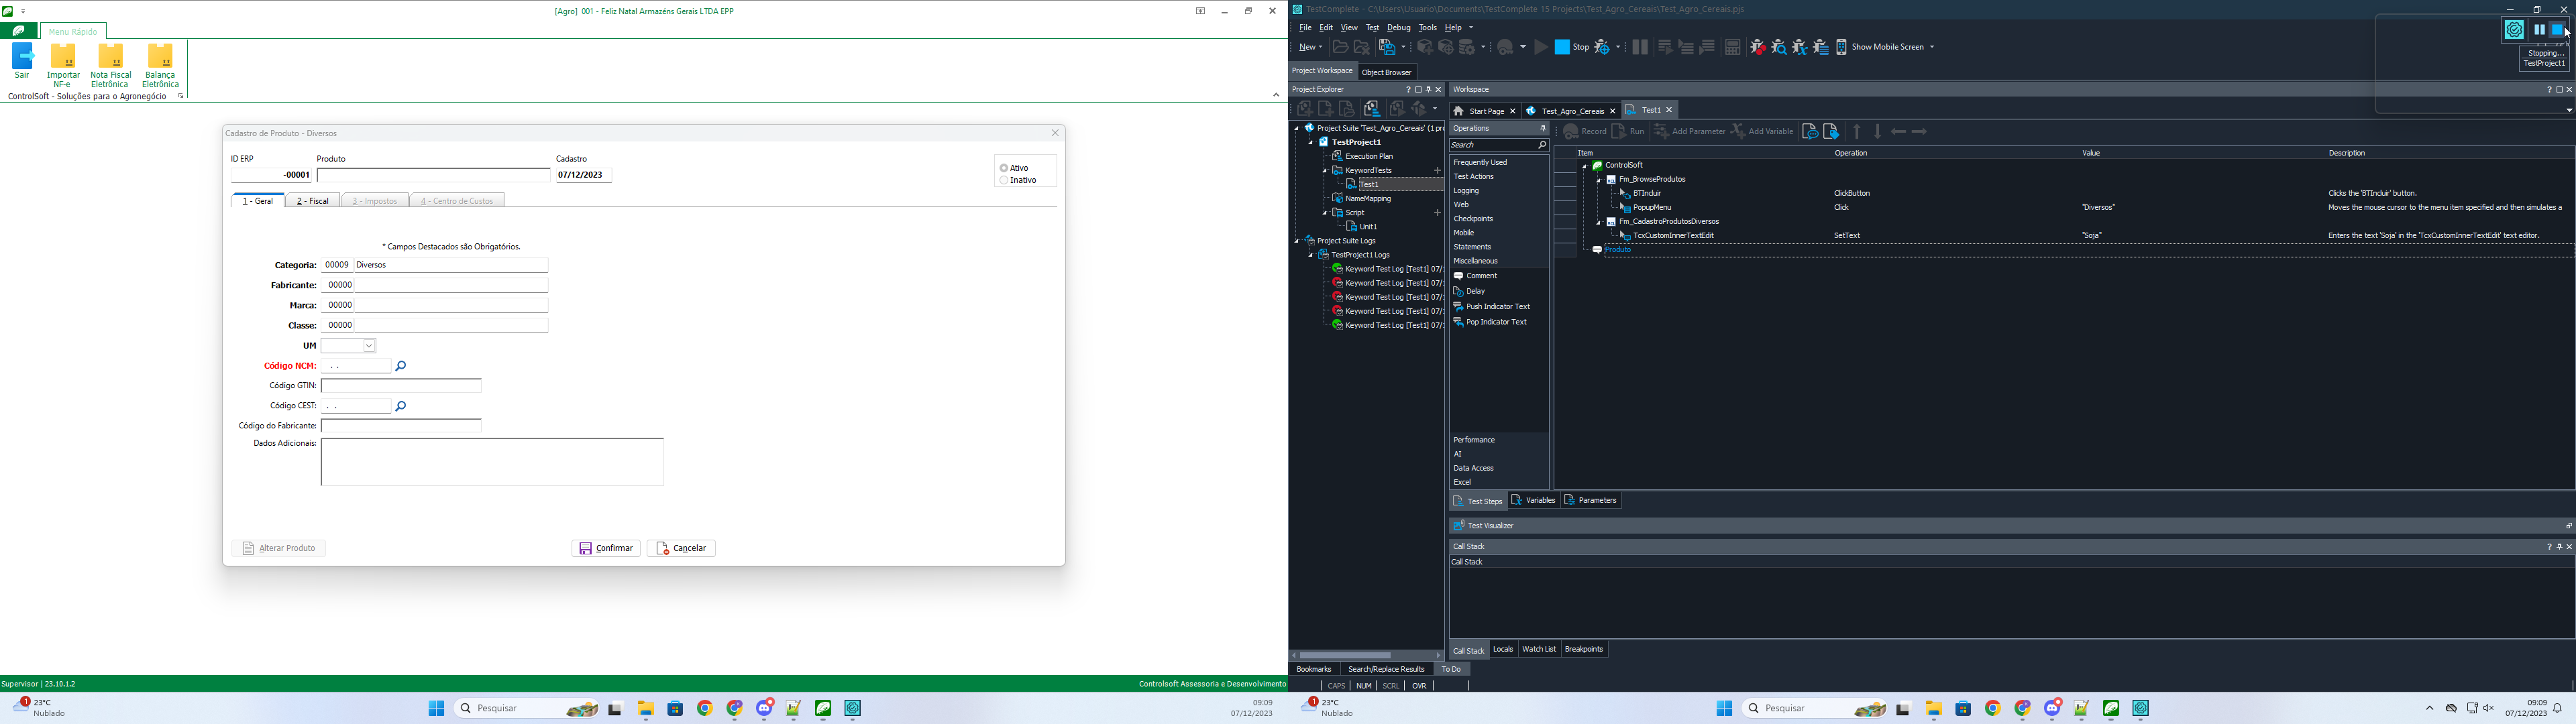 [Agro] 001 - Feliz Natal Armazéns Gerais LTDA EPP
Menu Rápido
Sair
Importar NF-e
Nota Fiscal Eletrônica
Balança Eletrônica
ControlSoft - Soluções para o Agronegócio
Cadastro de Produto - Diversos
ID ERP
Produto
Cadastro
-00001
07/12/2023
Ativo
Inativo
1 - Geral
2 - Fiscal
3 - Impostos
4 - Centro de Custos
* Campos Destacados são Obrigatórios.
Categoria: 00009 Diversos
Fabricante: 00000
Marca: 00000
Classe: 00000
UM
Código NCM: . .
Código GTIN:
Código CEST: . .
Código do Fabricante:
Dados Adicionais:
Alterar Produto
Confirmar
Cancelar
Supervisor | 23.10.1.2
Controlsoft Assessoria e Desenvolvimento
1
23°C
Nublado
Pesquisar
09:09
07/12/2023
TestComplete - C:\Users\Usuario\Documents\TestComplete 15 Projects\Test_Agro_Cereais\Test_Agro_Cereais.pjs
File Edit View Test Debug Tools Help
New
Stop
Show Mobile Screen
Stopping...
TestProject1
Project Workspace
Object Browser
Project Explorer
Project Suite 'Test_Agro_Cereais' (1 pro
TestProject1
Execution Plan
KeywordTests
Test1
NameMapping
Script
Unit1
Project Suite Logs
TestProject1 Logs
Keyword Test Log [Test1] 07/1
Keyword Test Log [Test1] 07/1
Keyword Test Log [Test1] 07/1
Keyword Test Log [Test1] 07/1
Keyword Test Log [Test1] 07/1
Workspace
Start Page
Test_Agro_Cereais
Test1
Operations
Search
Frequently Used
Test Actions
Logging
Web
Checkpoints
Mobile
Statements
Miscellaneous
Comment
Delay
Push Indicator Text
Pop Indicator Text
Performance
AI
Data Access
Excel
Record
Run
Add Parameter
Add Variable
Item Operation Value Description
ControlSoft
Fm_BrowseProdutos
BTIncluir ClickButton Clicks the 'BTIncluir' button.
PopupMenu Click "Diversos" Moves the mouse cursor to the menu item specified and then simulates a
Fm_CadastroProdutosDiversos
TcxCustomInnerTextEdit SetText "Soja" Enters the text 'Soja' in the 'TcxCustomInnerTextEdit' text editor.
Produto
Test Steps
Variables
Parameters
Test Visualizer
Call Stack
Call Stack
Call Stack
Locals
Watch List
Breakpoints
Bookmarks
Search/Replace Results
To Do
CAPS NUM SCRL OVR
1
23°C
Nublado
Pesquisar
09:09
07/12/2023